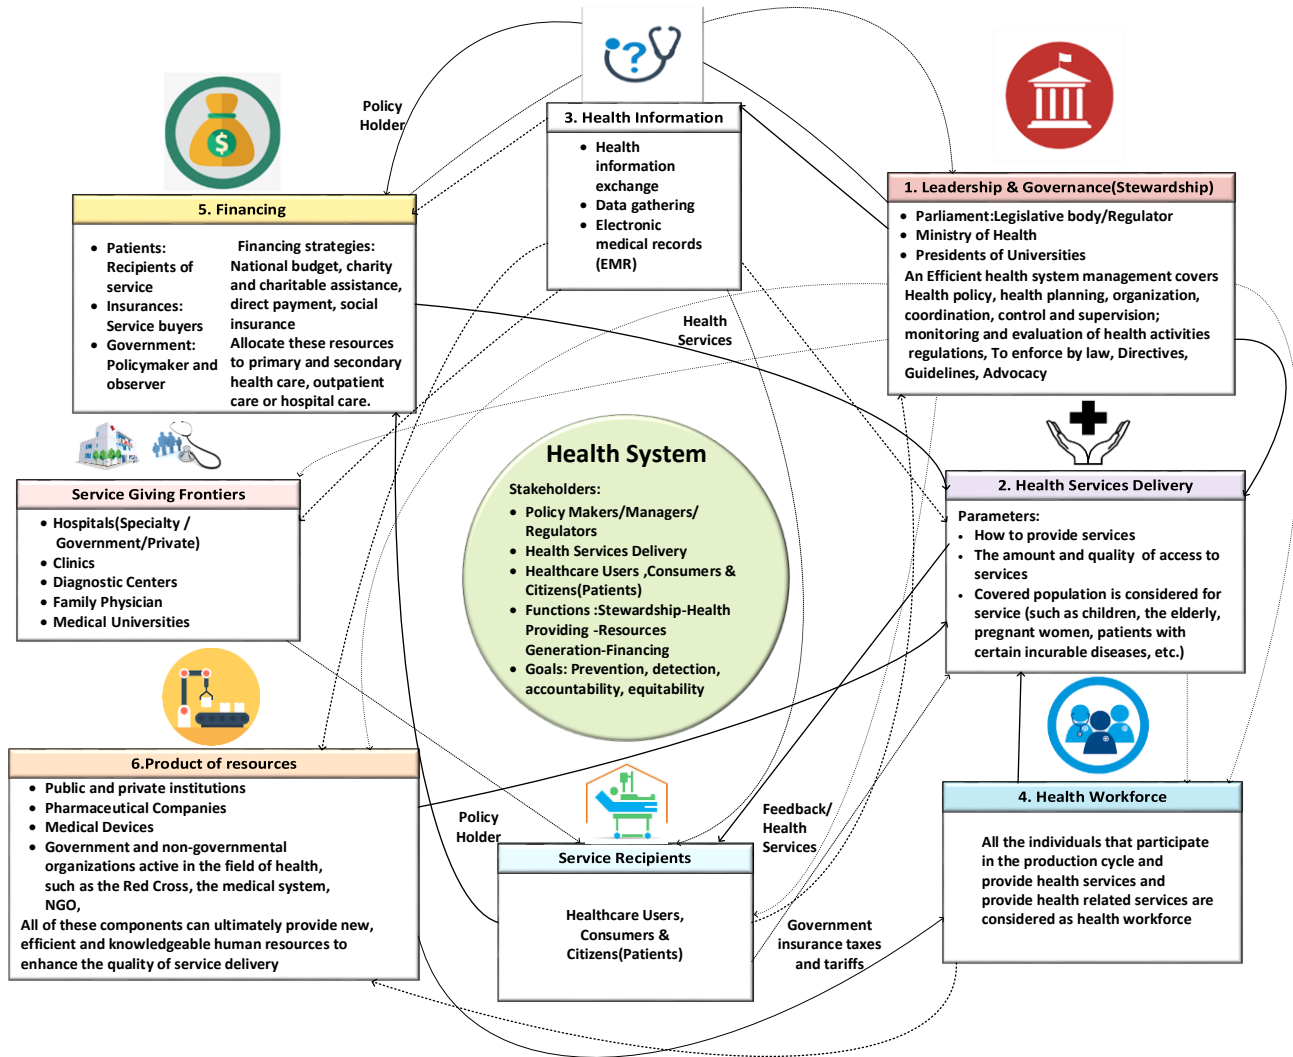 Policy
Holder
3. Health Information
• Health
information
exchange
• Data gathering
• Electronic
medical records
(EMR)
1. Leadership & Governance(Stewardship)
• Parliament:Legislative body/Regulator
• Ministry of Health
• Presidents of Universities
An Efficient health system management covers
Health policy, health planning, organization,
coordination, control and supervision;
monitoring and evaluation of health activities
regulations, To enforce by law, Directives,
Guidelines, Advocacy
5. Financing
• Patients:
Recipients of
service
• Insurances:
Service buyers
• Government:
Policymaker and
observer
Financing strategies:
National budget, charity
and charitable assistance,
direct payment, social
insurance
Allocate these resources
to primary and secondary
health care, outpatient
care or hospital care.
$
?
Health
Services
Health System
Stakeholders:
• Policy Makers/Managers/
Regulators
• Health Services Delivery
• Healthcare Users ,Consumers &
Citizens(Patients)
• Functions :Stewardship-Health
Providing -Resources
Generation-Financing
• Goals: Prevention, detection,
accountability, equitability
Service Giving Frontiers
• Hospitals(Specialty /
Government/Private)
• Clinics
• Diagnostic Centers
• Family Physician
• Medical Universities
2. Health Services Delivery
Parameters:
• How to provide services
• The amount and quality of access to
services
• Covered population is considered for
service (such as children, the elderly,
pregnant women, patients with
certain incurable diseases, etc.)
6.Product of resources
• Public and private institutions
• Pharmaceutical Companies
• Medical Devices
• Government and non-governmental
organizations active in the field of health,
such as the Red Cross, the medical system,
NGO,
All of these components can ultimately provide new,
efficient and knowledgeable human resources to
enhance the quality of service delivery
Policy
Holder
Feedback/
Health
Services
Service Recipients
Healthcare Users,
Consumers &
Citizens(Patients)
Government
insurance taxes
and tariffs
4. Health Workforce
All the individuals that participate
in the production cycle and
provide health services and
provide health related services are
considered as health workforce